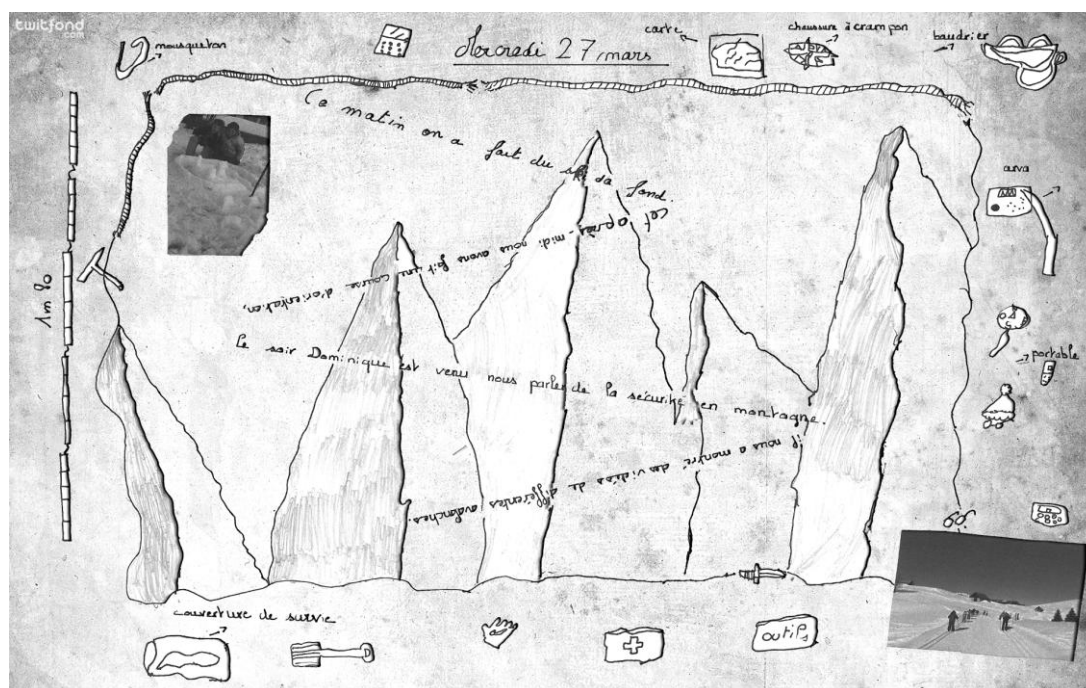 twitfond
.com
mousqueton
Mercredi 27 mars
carte
chaussure à crampon
baudrier
Ce matin on a fait du ski de fond.
Cet après-midi nous avons fait une course d'orientation,
arva
1m80
le soir Dominique est venu nous parler de la sécurité en montagne.
portable
il nous a montré des vidéos de différentes avalanches.
couverture de survie
outils